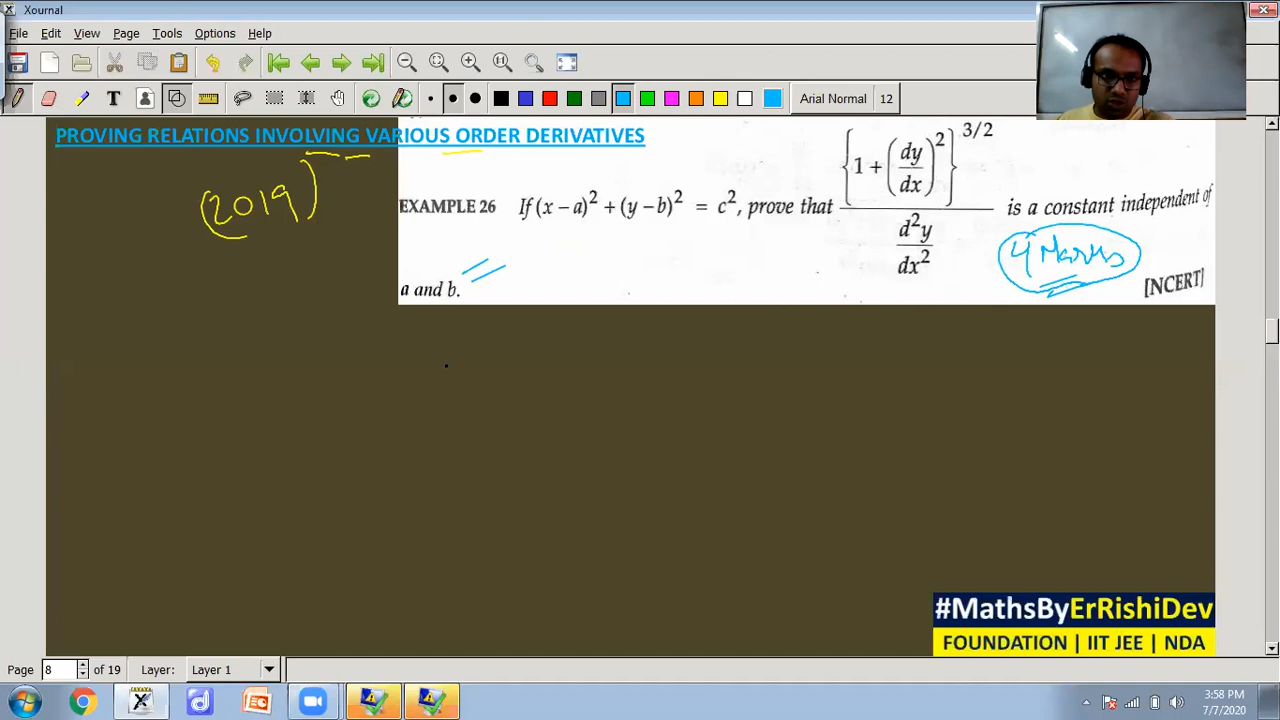 Xournal
File Edit View Page Tools Options Help
Arial Normal 12
PROVING RELATIONS INVOLVING VARIOUS ORDER DERIVATIVES
(2019)
EXAMPLE 26 If (x – a)² + (y – b)² = c², prove that {1 + (dy/dx)²}^3/2 / d²y/dx² is a constant independent of
a and b.
4 Marks
[NCERT]
#MathsByErRishiDev
FOUNDATION | IIT JEE | NDA
Page 8 of 19 Layer: Layer 1
3:58 PM
7/7/2020